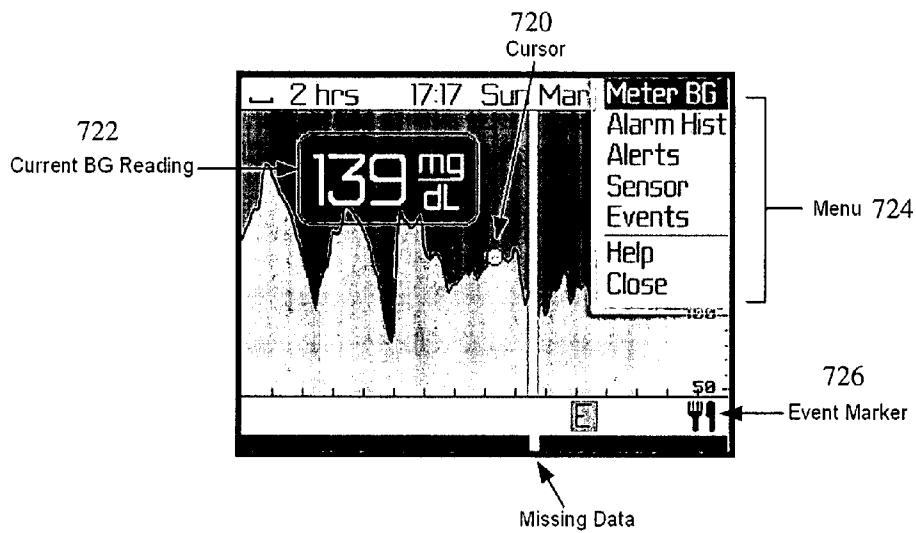 720
Cursor
2 hrs 17:17 Sun Mar
Meter BG
Alarm Hist
Alerts
Sensor
Events
Help
Close
722
Current BG Reading
139 mg
dL
Menu 724
100
50
726
Event Marker
E
Missing Data